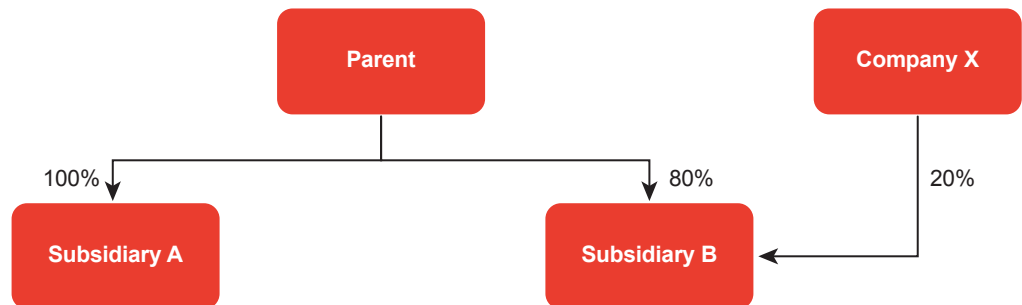 Parent
Company X
100%
80%
20%
Subsidiary A
Subsidiary B